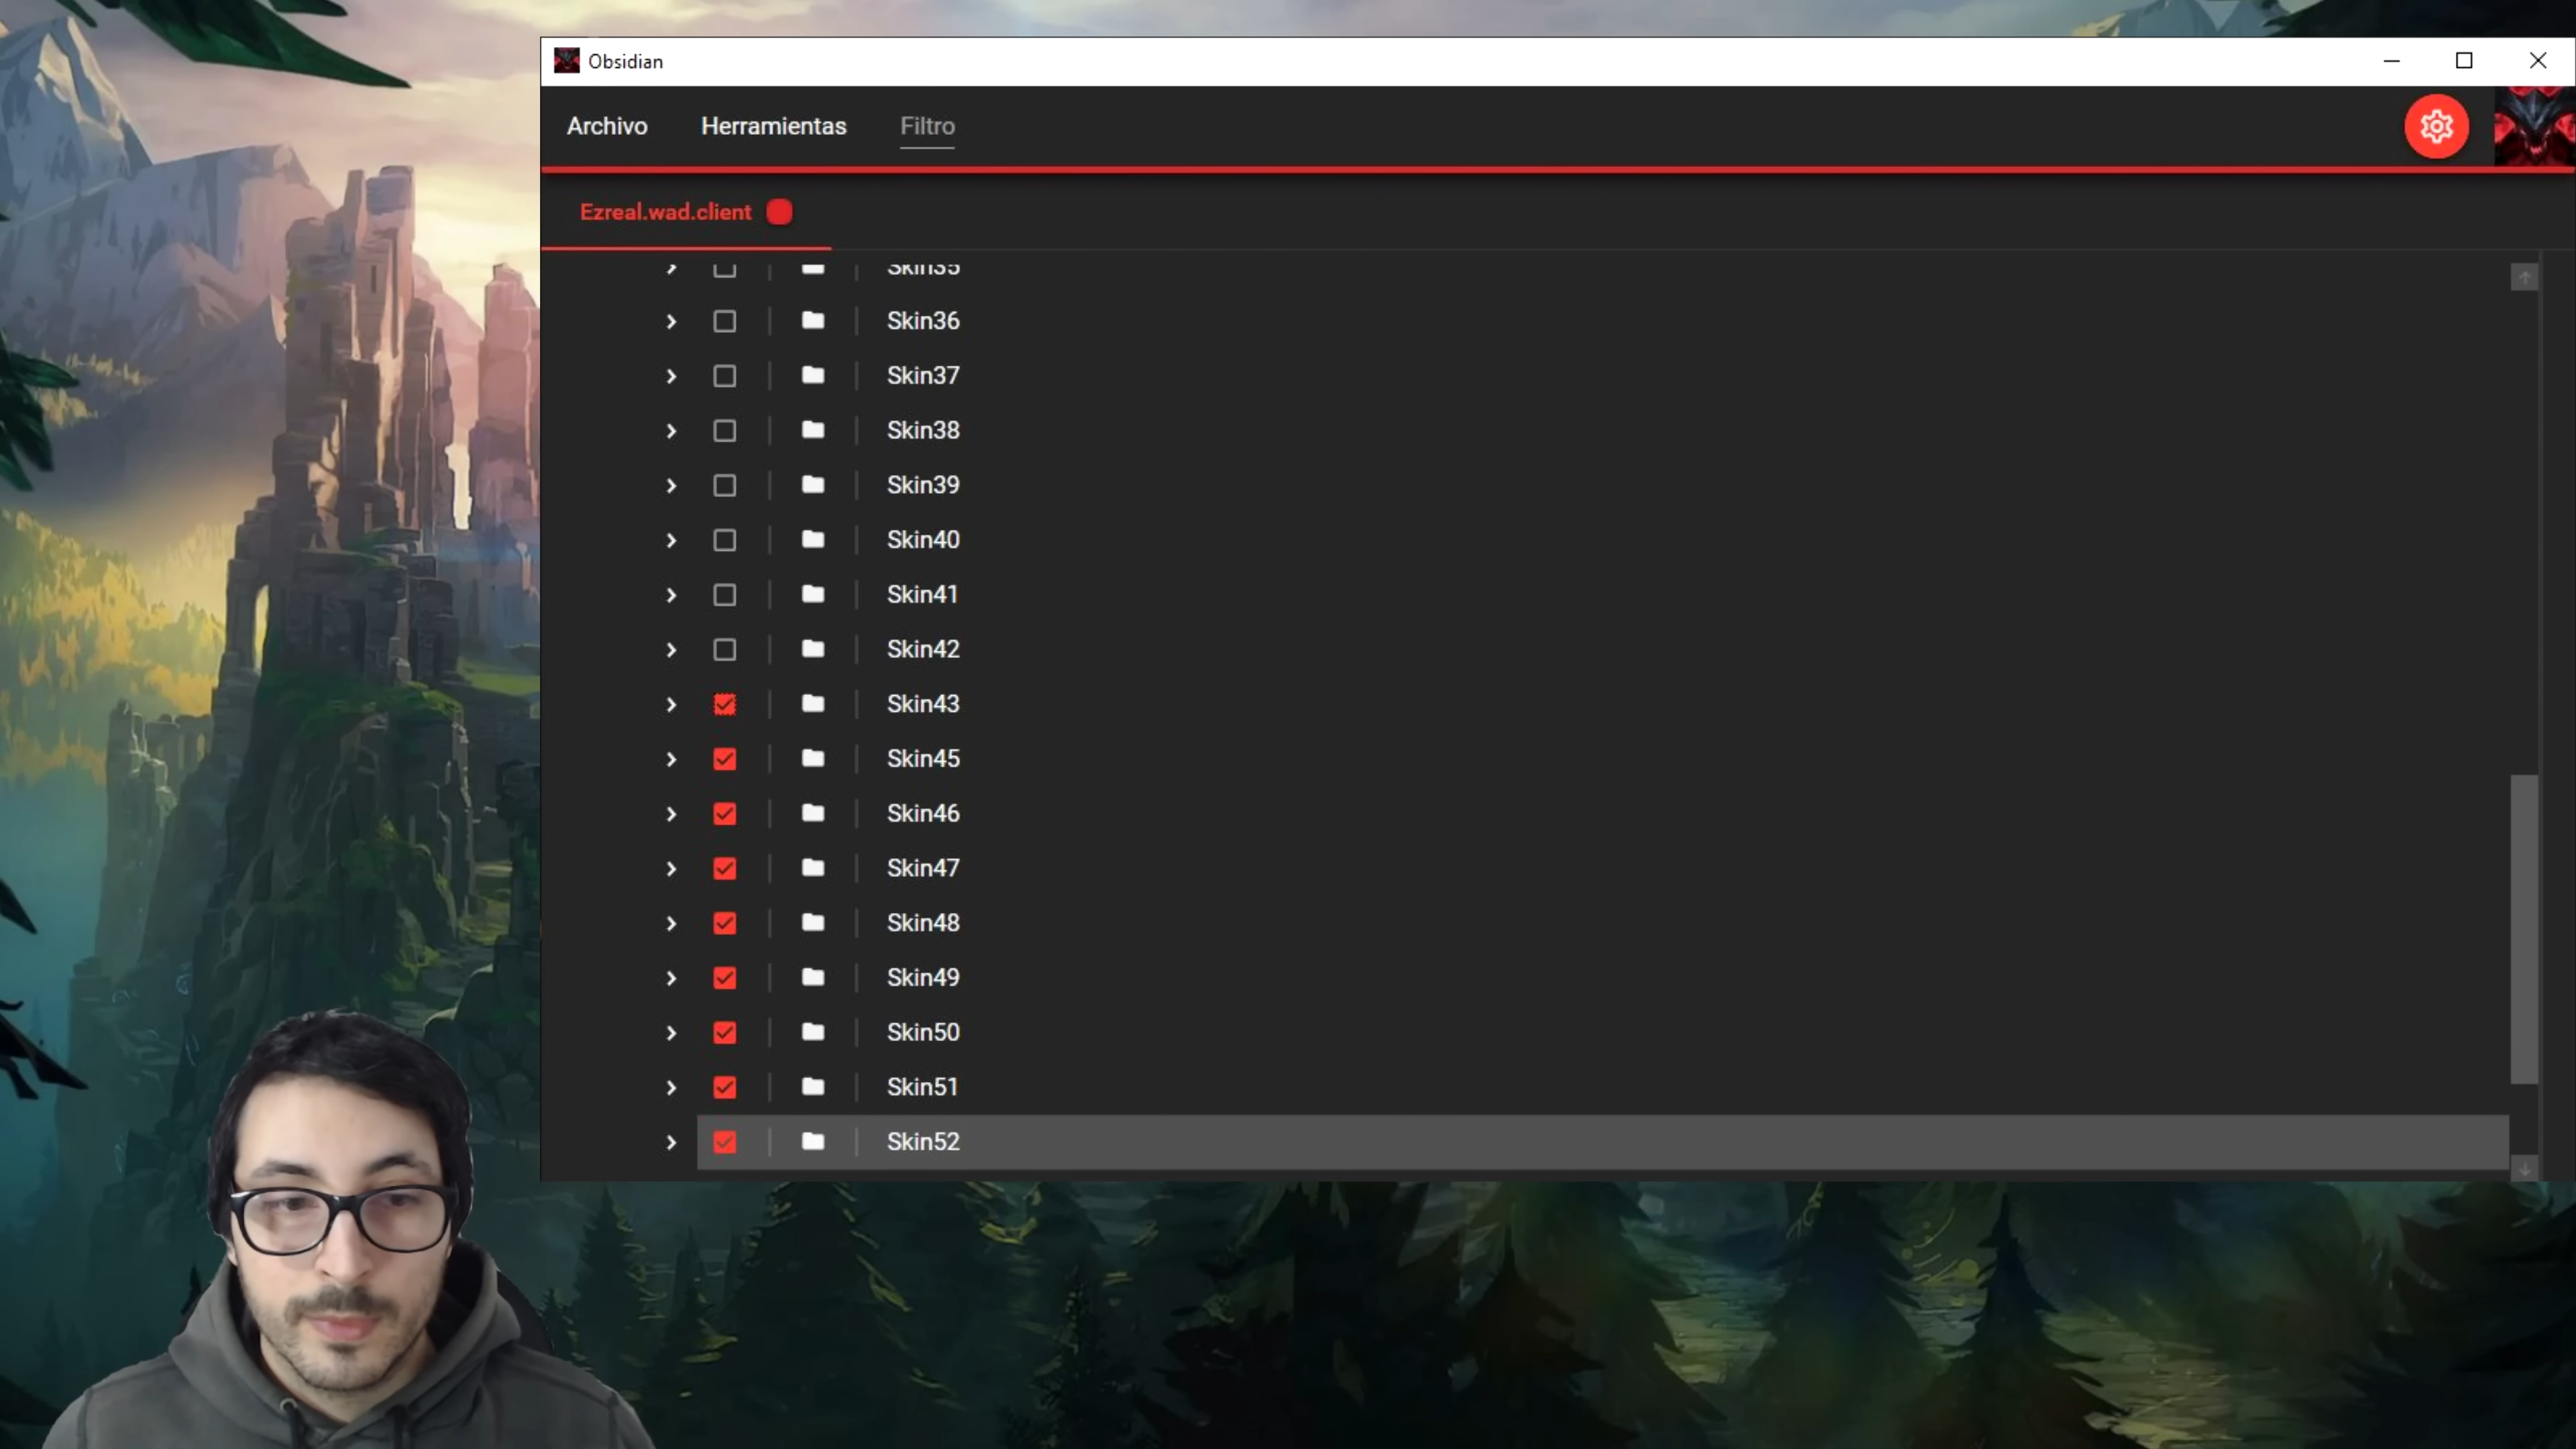 Obsidian
Archivo Herramientas Filtro
Ezreal.wad.client
Skin35
Skin36
Skin37
Skin38
Skin39
Skin40
Skin41
Skin42
Skin43
Skin45
Skin46
Skin47
Skin48
Skin49
Skin50
Skin51
Skin52